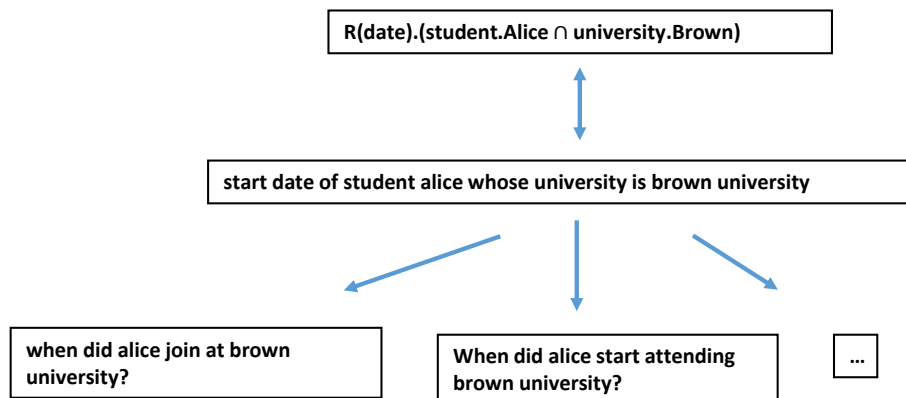 R(date).(student.Alice ∩ university.Brown)
start date of student alice whose university is brown university
when did alice join at brown
university?
When did alice start attending
brown university?
...